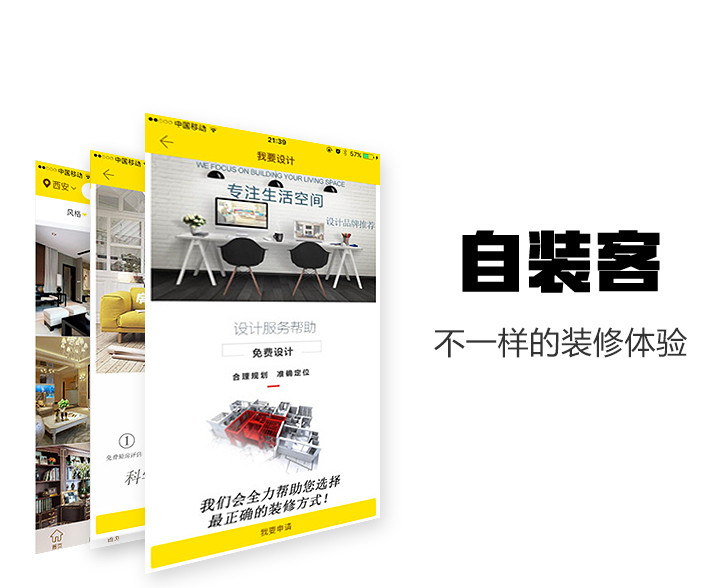 中国移动
西安
风格
首页
中国移动
1
免费验房评估
中国移动
21:39
57%
我要设计
WE FOCUS ON BUILDING YOUR LIVING SPACE
专注生活空间
设计品牌推荐
设计服务帮助
免费设计
合理规划 准确定位
我们会全力帮助您选择
最正确的装修方式！
我要申请
自装客
不一样的装修体验